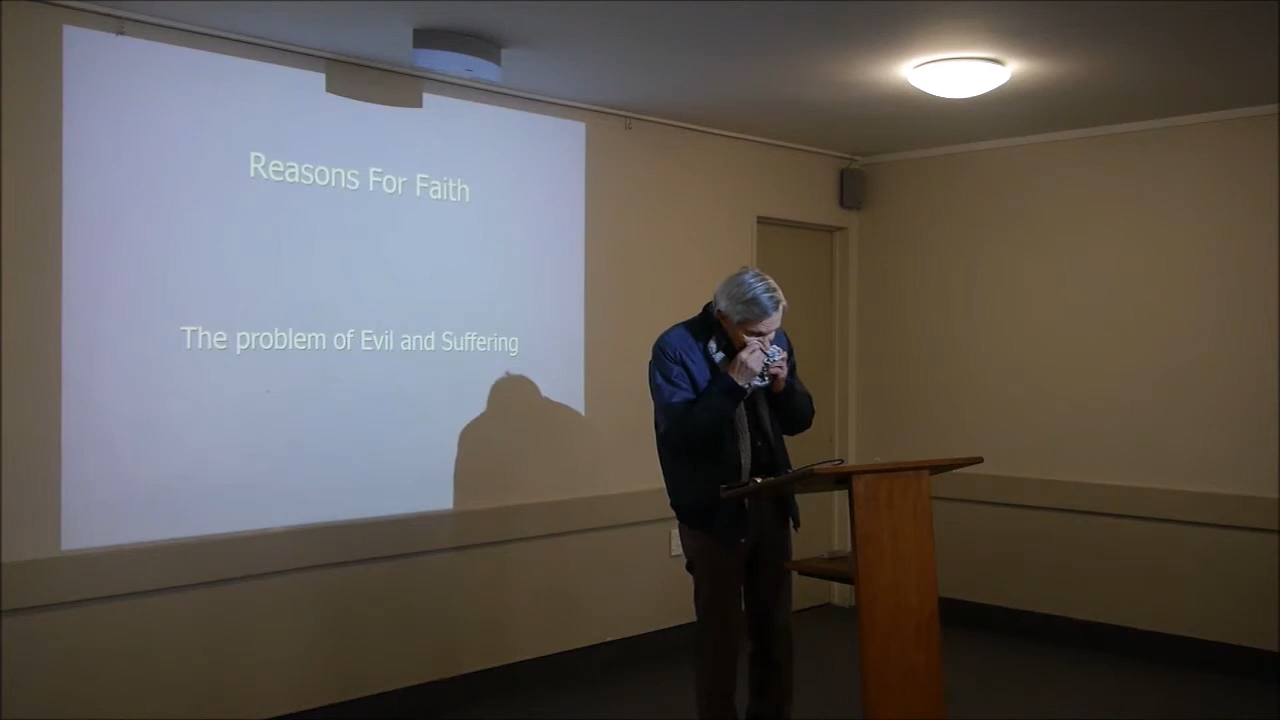 Reasons For Faith
The problem of Evil and Suffering